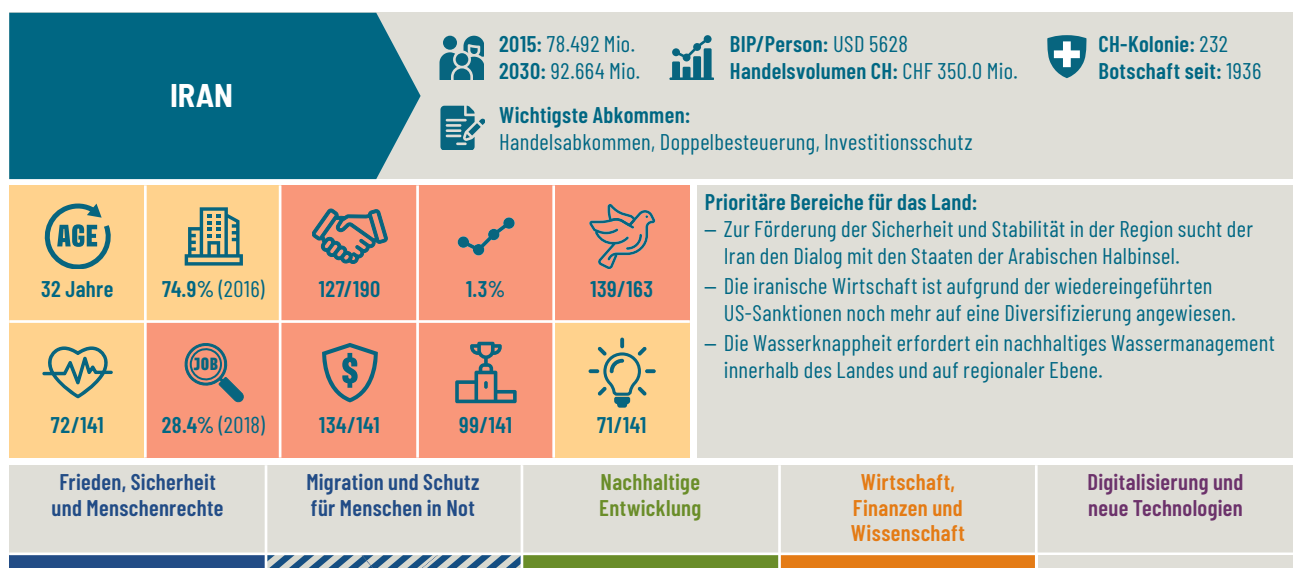 IRAN
2015: 78.492 Mio.
2030: 92.664 Mio.
BIP/Person: USD 5628
Handelsvolumen CH: CHF 350.0 Mio.
CH-Kolonie: 232
Botschaft seit: 1936
Wichtigste Abkommen:
Handelsabkommen, Doppelbesteuerung, Investitionsschutz
AGE
32 Jahre
74.9% (2016)
127/190
1.3%
139/163
72/141
JOB
28.4% (2018)
$
134/141
99/141
71/141
Prioritäre Bereiche für das Land:
– Zur Förderung der Sicherheit und Stabilität in der Region sucht der
Iran den Dialog mit den Staaten der Arabischen Halbinsel.
– Die iranische Wirtschaft ist aufgrund der wiedereingeführten
US-Sanktionen noch mehr auf eine Diversifizierung angewiesen.
– Die Wasserknappheit erfordert ein nachhaltiges Wassermanagement
innerhalb des Landes und auf regionaler Ebene.
Frieden, Sicherheit
und Menschenrechte
Migration und Schutz
für Menschen in Not
Nachhaltige
Entwicklung
Wirtschaft,
Finanzen und
Wissenschaft
Digitalisierung und
neue Technologien